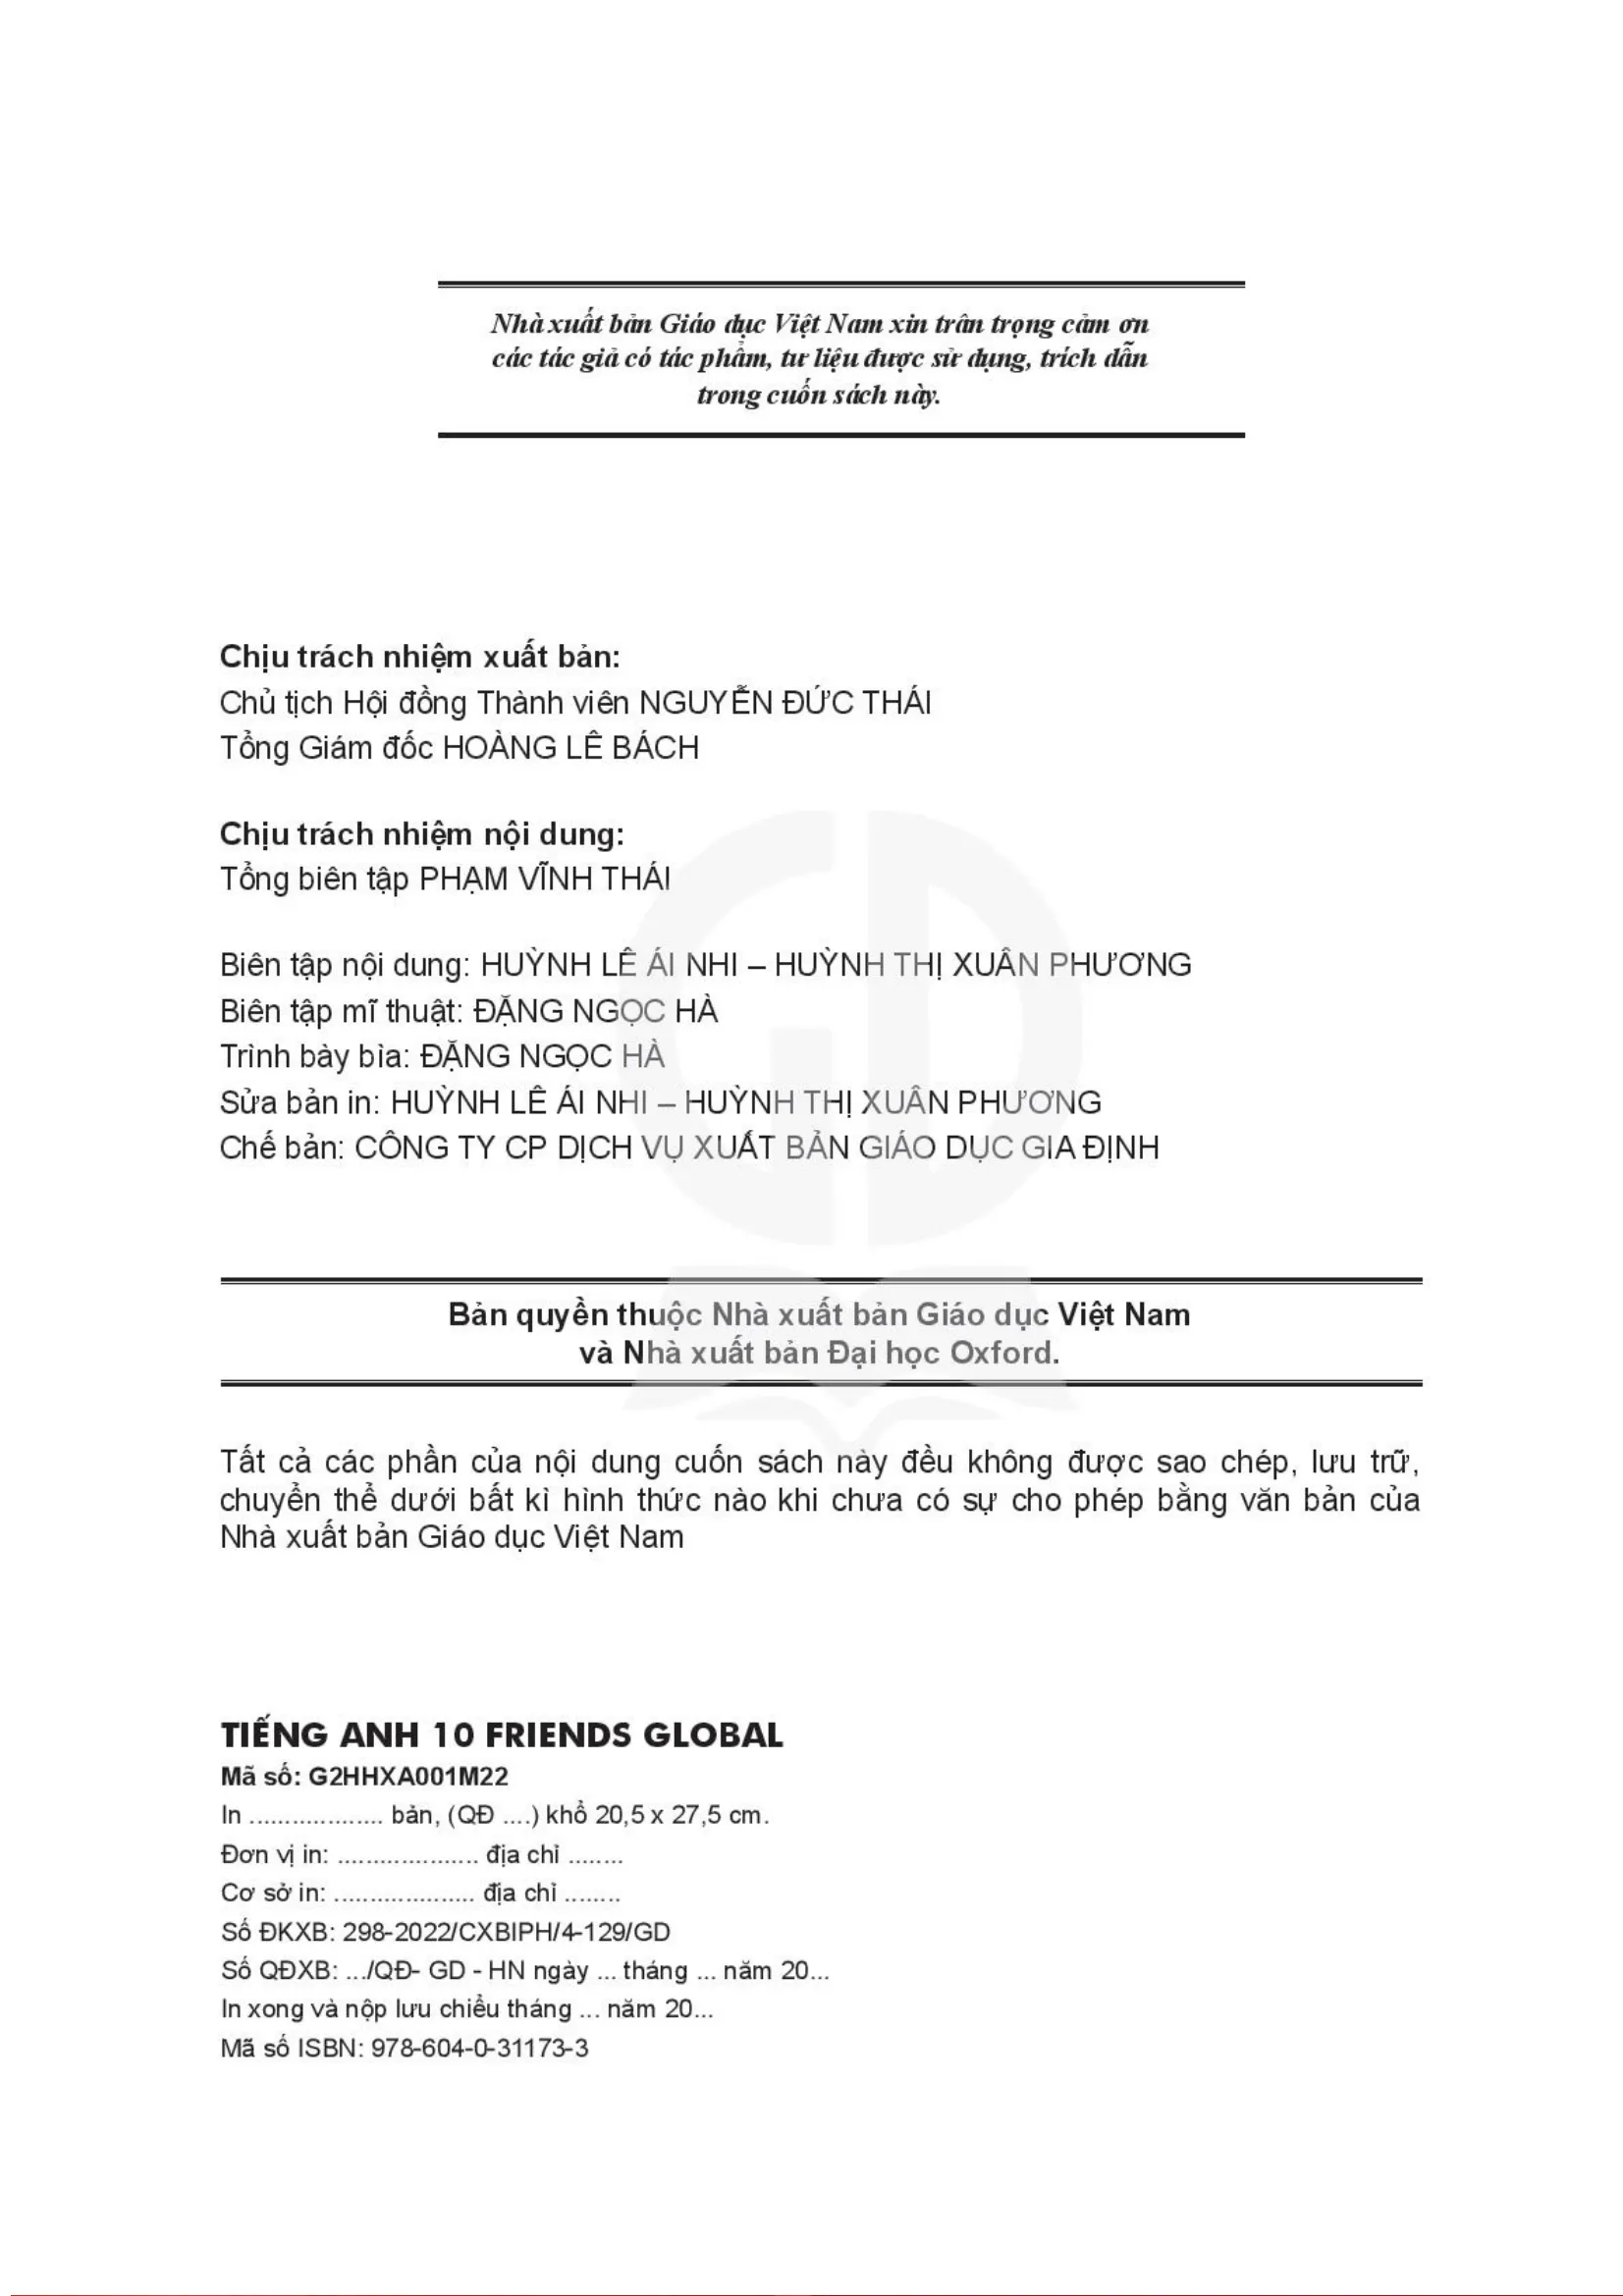 Nhà xuất bản Giáo dục Việt Nam xin trân trọng cảm ơn
các tác giả có tác phẩm, tư liệu được sử dụng, trích dẫn
trong cuốn sách này.
Chịu trách nhiệm xuất bản:
Chủ tịch Hội đồng Thành viên NGUYỄN ĐỨC THÁI
Tổng Giám đốc HOÀNG LÊ BÁCH
Chịu trách nhiệm nội dung:
Tổng biên tập PHẠM VĨNH THÁI
Biên tập nội dung: HUỲNH LÊ ÁI NHI – HUỲNH THỊ XUÂN PHƯƠNG
Biên tập mĩ thuật: ĐẶNG NGỌC HÀ
Trình bày bìa: ĐẶNG NGỌC HÀ
Sửa bản in: HUỲNH LÊ ÁI NHI – HUỲNH THỊ XUÂN PHƯƠNG
Chế bản: CÔNG TY CP DỊCH VỤ XUẤT BẢN GIÁO DỤC GIA ĐỊNH
Bản quyền thuộc Nhà xuất bản Giáo dục Việt Nam
và Nhà xuất bản Đại học Oxford.
Tất cả các phần của nội dung cuốn sách này đều không được sao chép, lưu trữ,
chuyển thể dưới bất kì hình thức nào khi chưa có sự cho phép bằng văn bản của
Nhà xuất bản Giáo dục Việt Nam
TIẾNG ANH 10 FRIENDS GLOBAL
Mã số: G2HHXA001M22
In ................... bản, (QĐ ....) khổ 20,5 x 27,5 cm.
Đơn vị in: .................... địa chỉ ........
Cơ sở in: .................... địa chỉ ........
Số ĐKXB: 298-2022/CXBIPH/4-129/GD
Số QĐXB: .../QĐ- GD - HN ngày ... tháng ... năm 20...
In xong và nộp lưu chiểu tháng ... năm 20...
Mã số ISBN: 978-604-0-31173-3